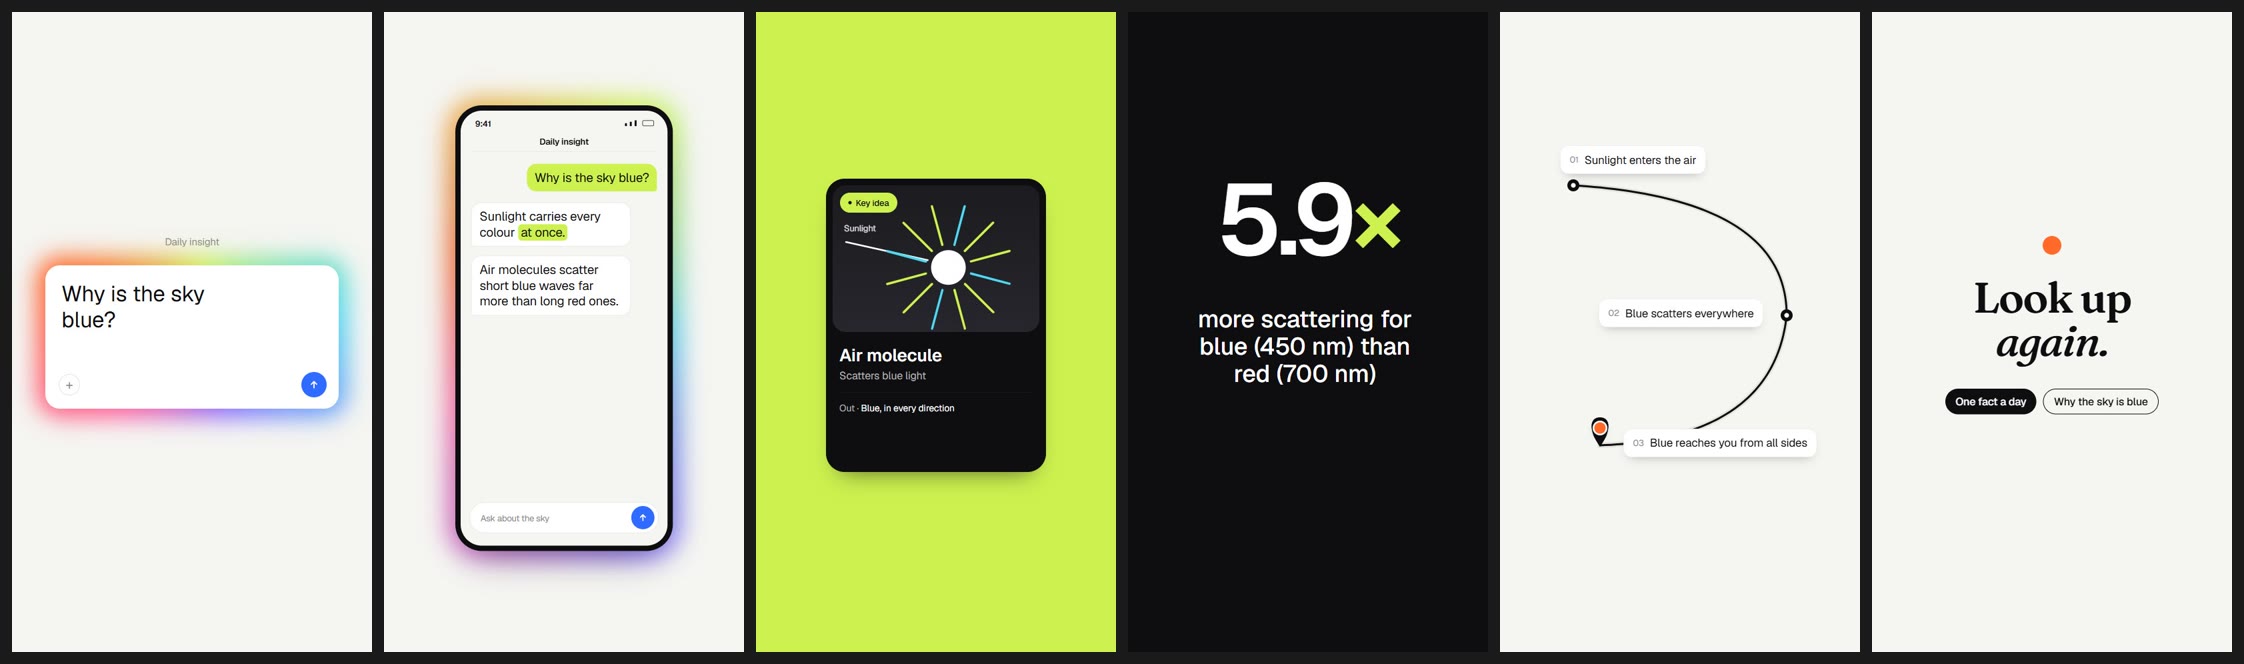 Daily insight
Why is the sky
blue?
9:41
Daily insight
Why is the sky blue?
Sunlight carries every
colour at once.
Air molecules scatter
short blue waves far
more than long red ones.
Ask about the sky
Key idea
Sunlight
Air molecule
Scatters blue light
Out · Blue, in every direction
5.9×
more scattering for
blue (450 nm) than
red (700 nm)
01 Sunlight enters the air
02 Blue scatters everywhere
03 Blue reaches you from all sides
Look up
again.
One fact a day
Why the sky is blue